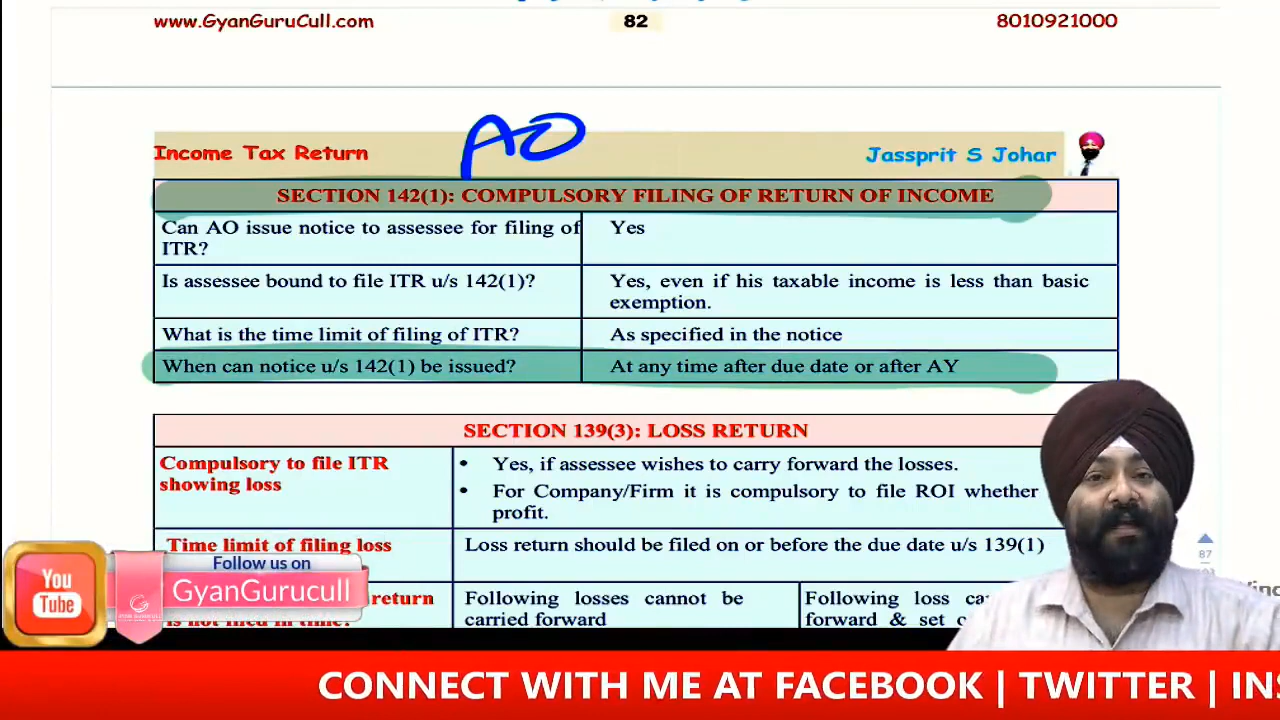 www.GyanGuruCull.com
82
8010921000
AO
Income Tax Return
Jassprit S Johar
SECTION 142(1): COMPULSORY FILING OF RETURN OF INCOME
Can AO issue notice to assessee for filing of
ITR?
Yes
Is assessee bound to file ITR u/s 142(1)?
Yes, even if his taxable income is less than basic
exemption.
What is the time limit of filing of ITR?
As specified in the notice
When can notice u/s 142(1) be issued?
At any time after due date or after AY
SECTION 139(3): LOSS RETURN
Compulsory to file ITR
showing loss
• Yes, if assessee wishes to carry forward the losses.
• For Company/Firm it is compulsory to file ROI whether
profit.
Time limit of filing loss
Loss return should be filed on or before the due date u/s 139(1)
return
Following losses cannot be
carried forward
Following loss
forward & set
87
You
Tube
Follow us on
GyanGurucull
CONNECT WITH ME AT FACEBOOK | TWITTER |